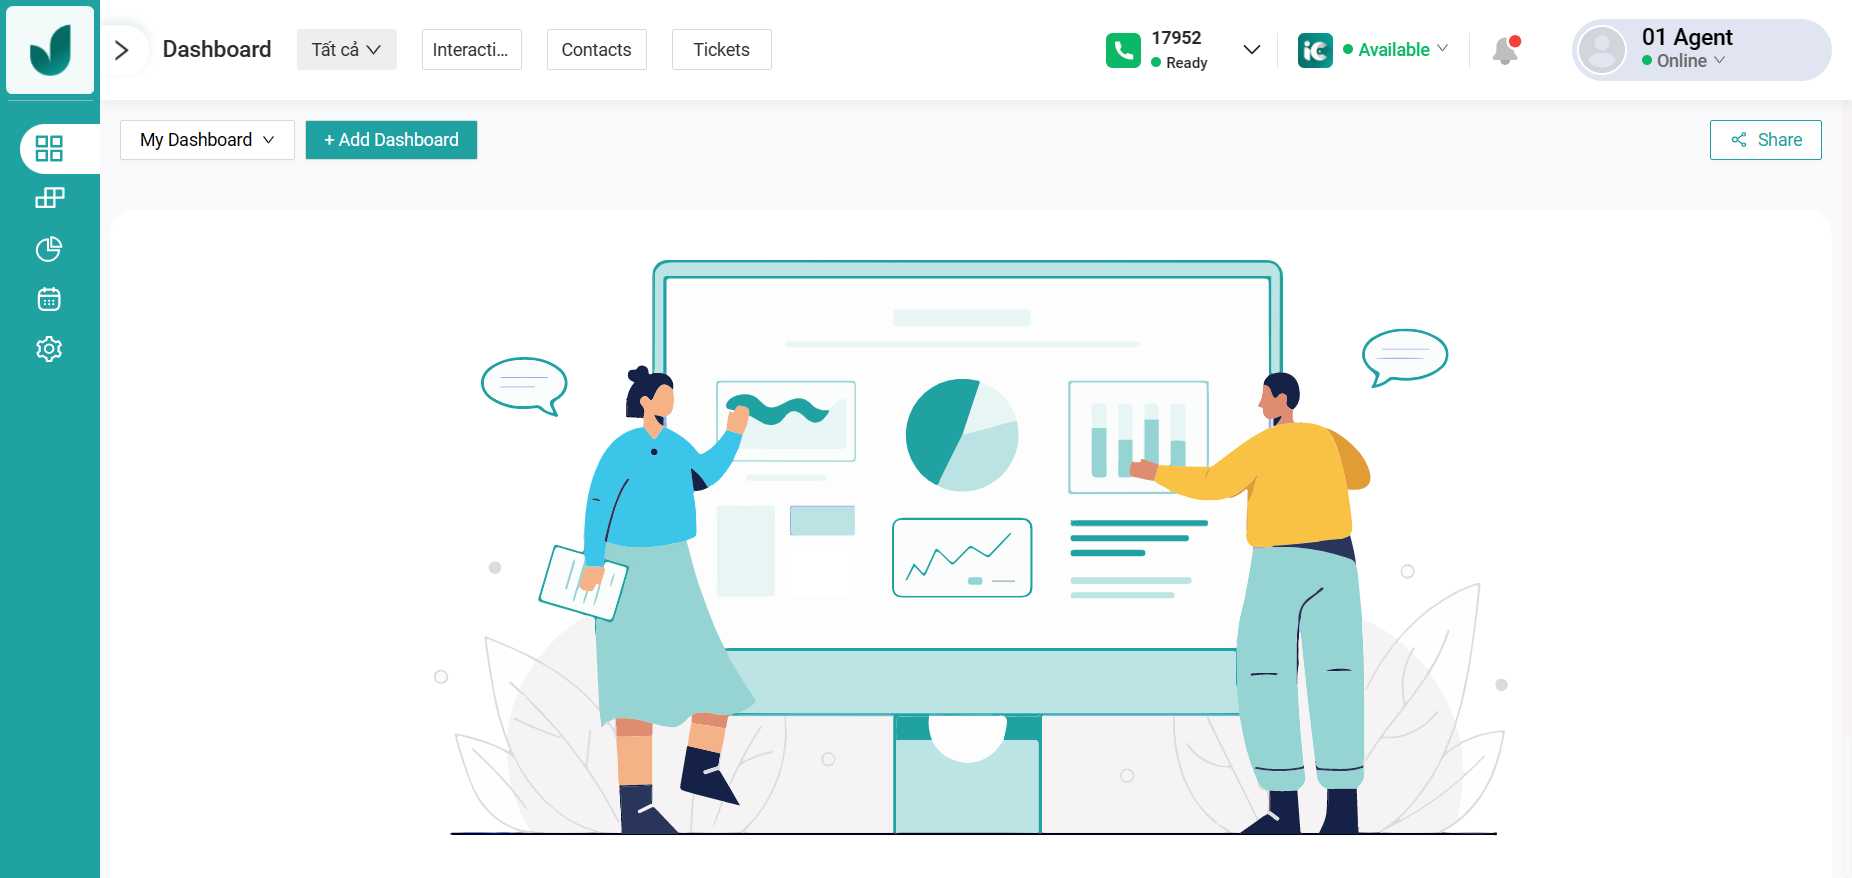 Dashboard
Tất cả
Interacti...
Contacts
Tickets
17952
Ready
iC
Available
01 Agent
Online
My Dashboard
+ Add Dashboard
Share